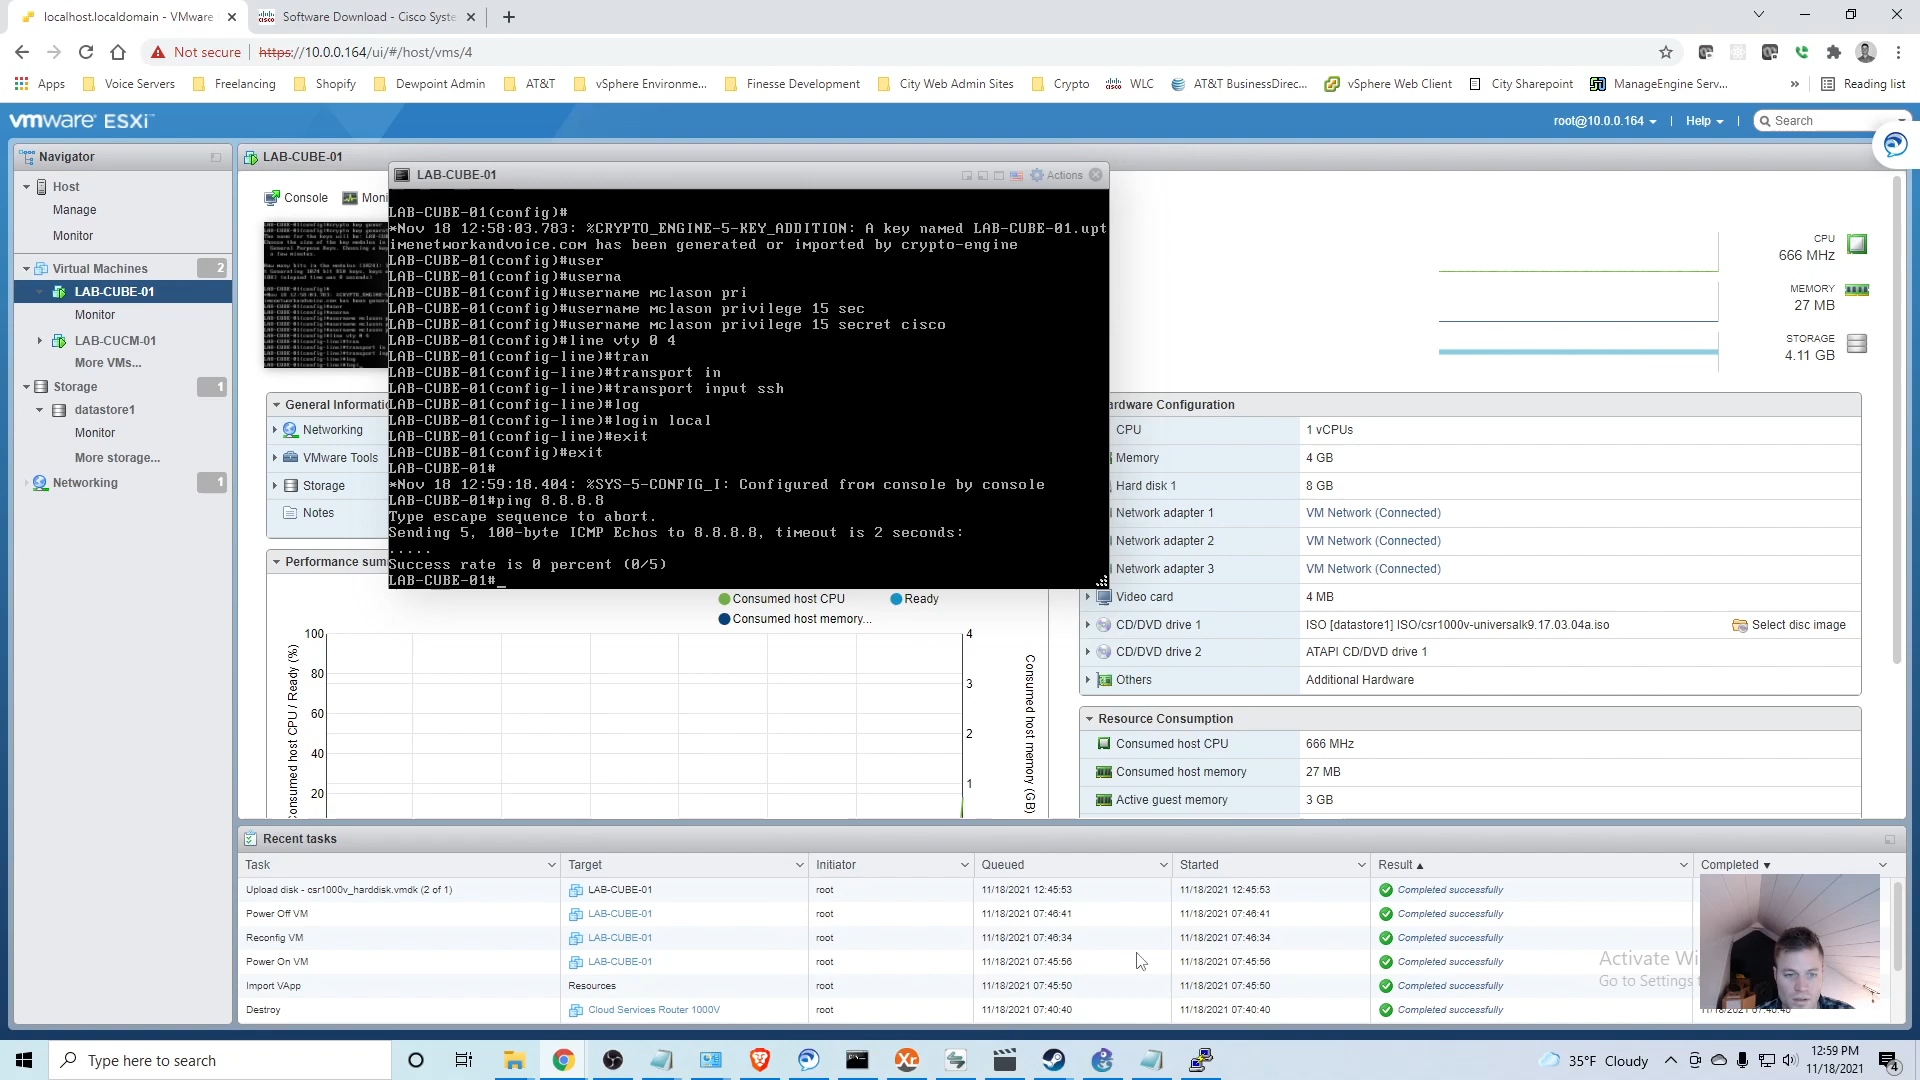 localhost.localdomain - VMware
Software Download - Cisco Syste
Not secure
https://10.0.0.164/ui/#/host/vms/4
Apps
Voice Servers
Freelancing
Shopify
Dewpoint Admin
AT&T
vSphere Environme...
Finesse Development
City Web Admin Sites
Crypto
WLC
AT&T BusinessDirec...
vSphere Web Client
City Sharepoint
ManageEngine Serv...
»
Reading list
vmware ESXi
root@10.0.0.164
Help
Search
Navigator
Host
Manage
Monitor
Virtual Machines
2
LAB-CUBE-01
Monitor
LAB-CUCM-01
More VMs...
Storage
1
datastore1
Monitor
More storage...
Networking
1
LAB-CUBE-01
Console
Moni
LAB-CUBE-01
Actions
LAB-CUBE-01(config)#
*Nov 18 12:58:03.783: %CRYPTO_ENGINE-5-KEY_ADDITION: A key named LAB-CUBE-01.upt
imenetworkandvoice.com has been generated or imported by crypto-engine
LAB-CUBE-01(config)#user
LAB-CUBE-01(config)#userna
LAB-CUBE-01(config)#username mclason pri
LAB-CUBE-01(config)#username mclason privilege 15 sec
LAB-CUBE-01(config)#username mclason privilege 15 secret cisco
LAB-CUBE-01(config)#line vty 0 4
LAB-CUBE-01(config-line)#tran
LAB-CUBE-01(config-line)#transport in
LAB-CUBE-01(config-line)#transport input ssh
LAB-CUBE-01(config-line)#log
LAB-CUBE-01(config-line)#login local
LAB-CUBE-01(config-line)#exit
LAB-CUBE-01(config)#exit
LAB-CUBE-01#
*Nov 18 12:59:18.404: %SYS-5-CONFIG_I: Configured from console by console
LAB-CUBE-01#ping 8.8.8.8
Type escape sequence to abort.
Sending 5, 100-byte ICMP Echos to 8.8.8.8, timeout is 2 seconds:
.....
Success rate is 0 percent (0/5)
LAB-CUBE-01#_
CPU
666 MHz
MEMORY
27 MB
STORAGE
4.11 GB
General Informati
Networking
VMware Tools
Storage
Notes
Performance sum
Consumed host CPU
Ready
Consumed host memory...
Consumed host CPU / Ready (%)
100
80
60
40
20
4
3
2
1
Consumed host memory (GB)
ardware Configuration
CPU
1 vCPUs
Memory
4 GB
Hard disk 1
8 GB
Network adapter 1
VM Network (Connected)
Network adapter 2
VM Network (Connected)
Network adapter 3
VM Network (Connected)
Video card
4 MB
CD/DVD drive 1
ISO [datastore1] ISO/csr1000v-universalk9.17.03.04a.iso
Select disc image
CD/DVD drive 2
ATAPI CD/DVD drive 1
Others
Additional Hardware
Resource Consumption
Consumed host CPU
666 MHz
Consumed host memory
27 MB
Active guest memory
3 GB
Recent tasks
Task
Target
Initiator
Queued
Started
Result
Completed
Upload disk - csr1000v_harddisk.vmdk (2 of 1)
LAB-CUBE-01
root
11/18/2021 12:45:53
11/18/2021 12:45:53
Completed successfully
Power Off VM
LAB-CUBE-01
root
11/18/2021 07:46:41
11/18/2021 07:46:41
Completed successfully
Reconfig VM
LAB-CUBE-01
root
11/18/2021 07:46:34
11/18/2021 07:46:34
Completed successfully
Power On VM
LAB-CUBE-01
root
11/18/2021 07:45:56
11/18/2021 07:45:56
Completed successfully
Import VApp
Resources
root
11/18/2021 07:45:50
11/18/2021 07:45:50
Completed successfully
Destroy
Cloud Services Router 1000V
root
11/18/2021 07:40:40
11/18/2021 07:40:40
Completed successfully
Activate Wi
Go to Settings
Type here to search
35°F Cloudy
12:59 PM
11/18/2021
4